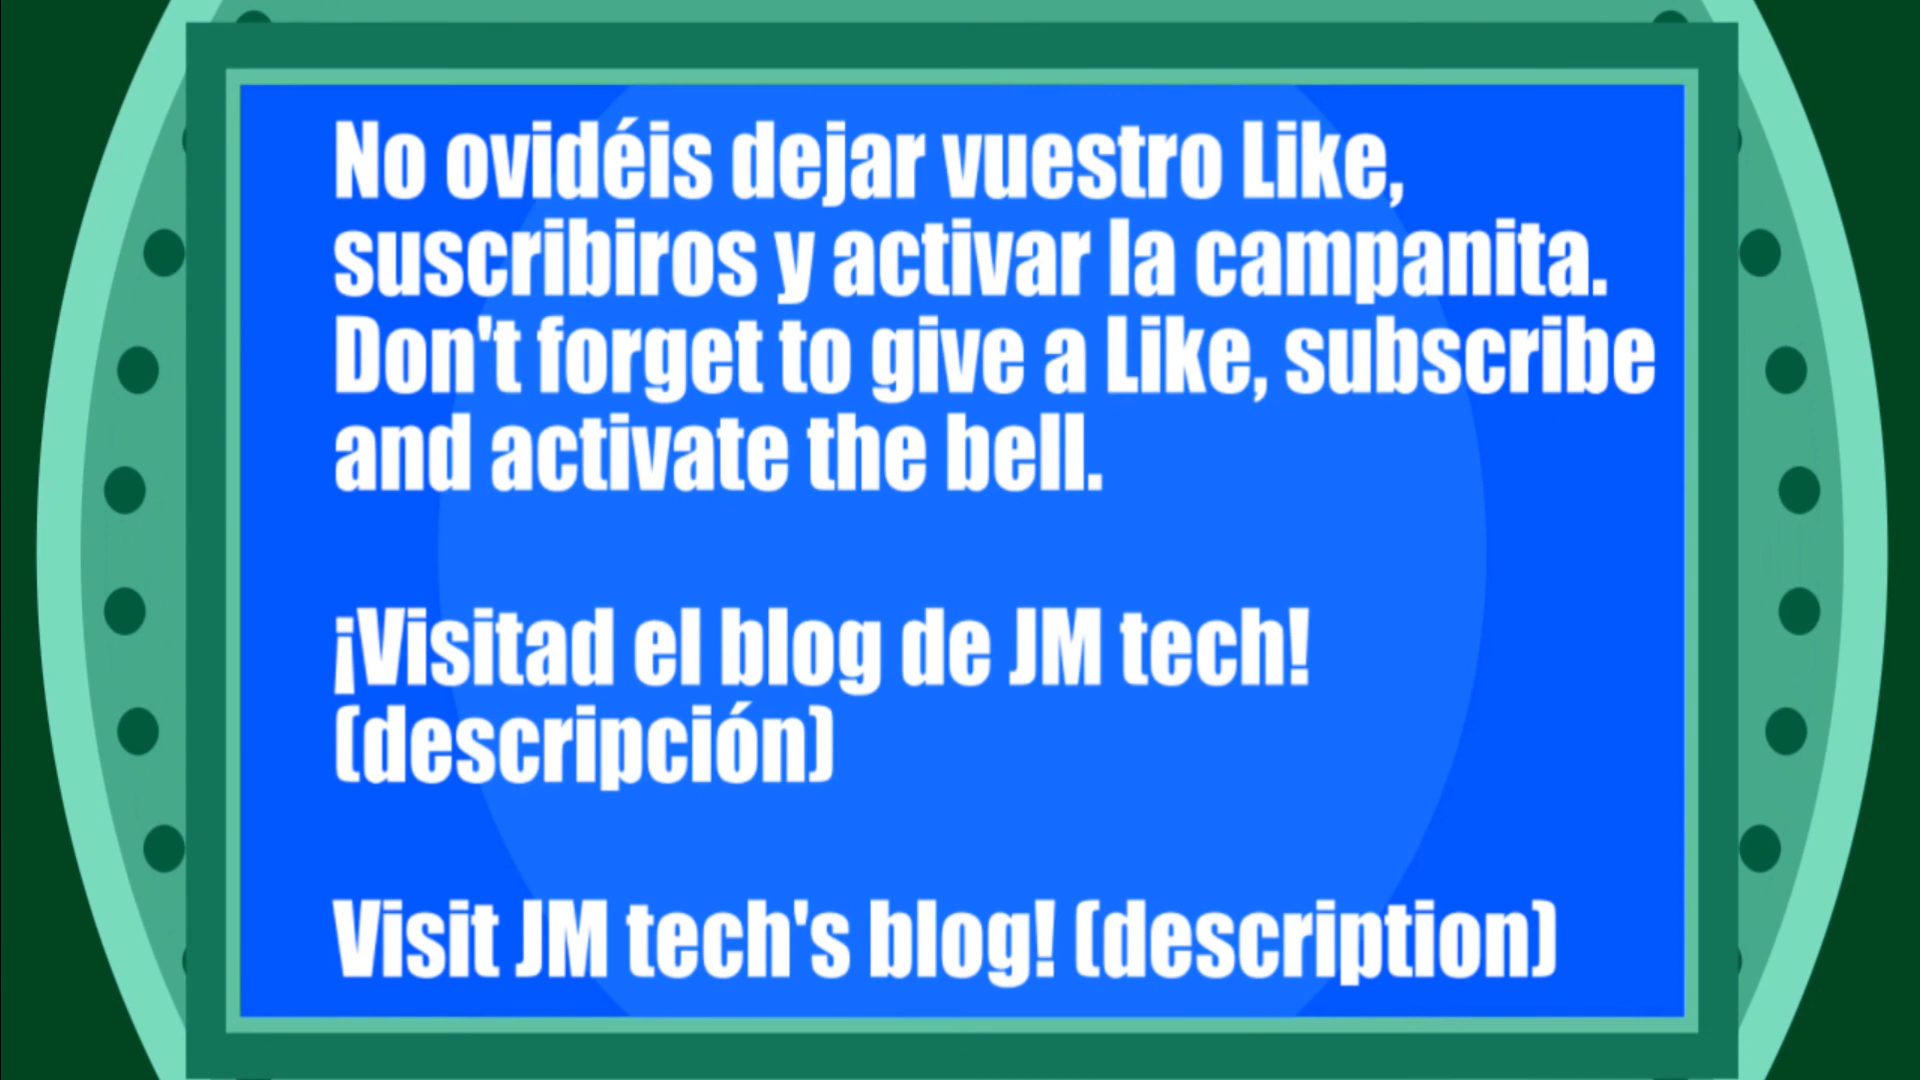 No ovidéis dejar vuestro Like,
suscribiros y activar la campanita.
Don't forget to give a Like, subscribe
and activate the bell.
¡Visitad el blog de JM tech!
(descripción)
Visit JM tech's blog! (description)